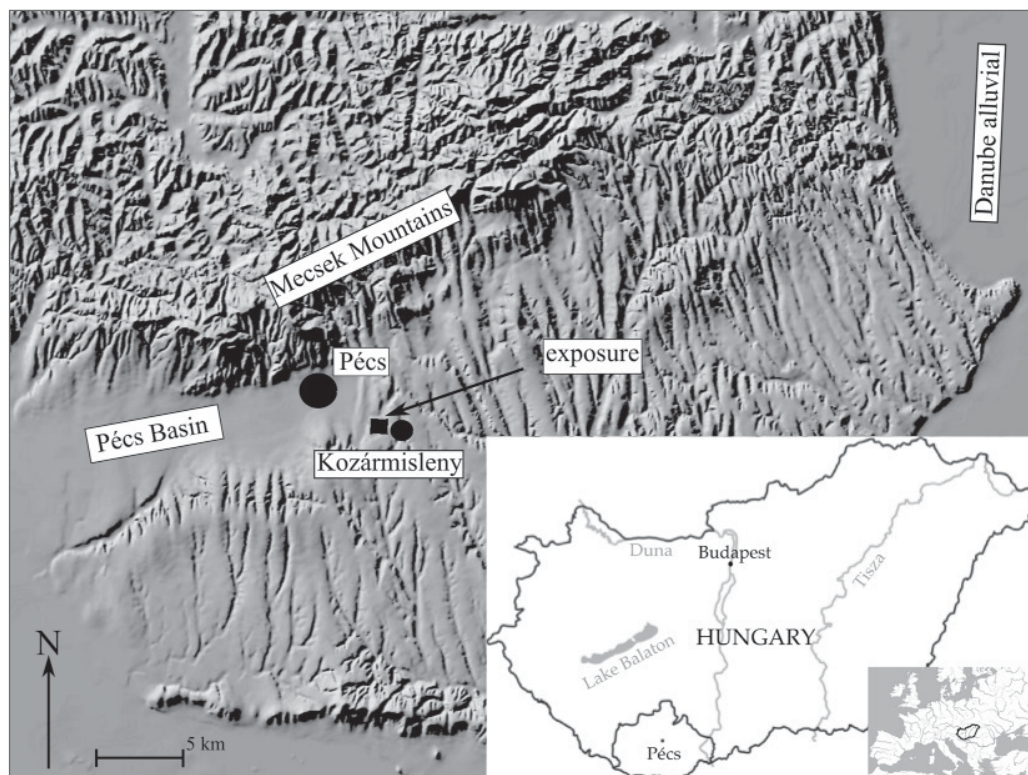 Danube alluvial
Mecsek Mountains
Pécs
exposure
Pécs Basin
Kozármisleny
N
5 km
Duna
Budapest
Tisza
HUNGARY
Lake Balaton
Pécs